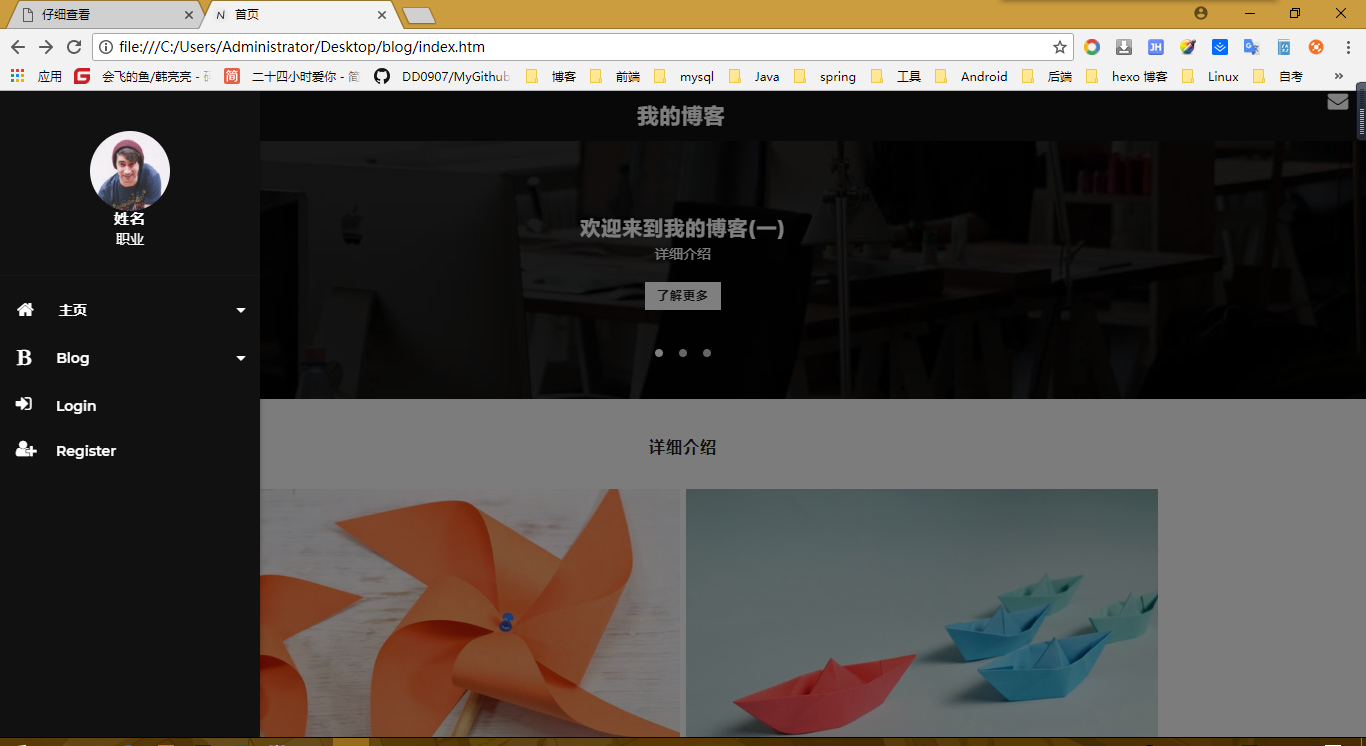 仔细查看 首页
file:///C:/Users/Administrator/Desktop/blog/index.htm
应用 会飞的鱼/韩亮亮 - 简 二十四小时爱你 - 简 DD0907/MyGithub 博客 前端 mysql Java spring 工具 Android 后端 hexo 博客 Linux 自考 »
我的博客
姓名
职业
欢迎来到我的博客(一)
详细介绍
了解更多
主页
Blog
Login
Register
详细介绍